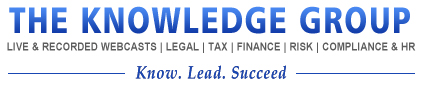 THE KNOWLEDGE GROUP
LIVE & RECORDED WEBCASTS | LEGAL | TAX | FINANCE | RISK | COMPLIANCE & HR
Know. Lead. Succeed